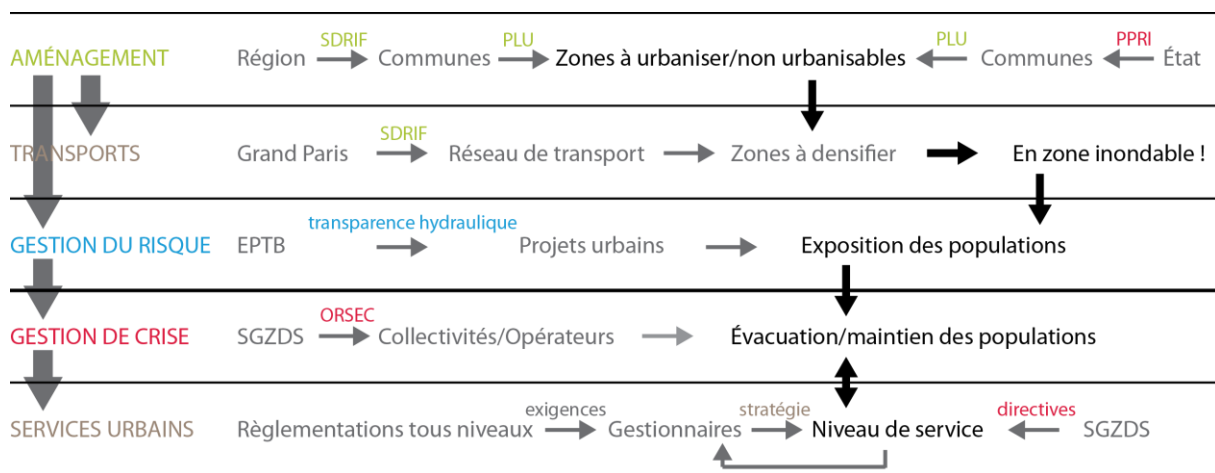 SDRIF PLU PLU PPRI
AMÉNAGEMENT Région Communes Zones à urbaniser/non urbanisables Communes État
SDRIF
TRANSPORTS Grand Paris Réseau de transport Zones à densifier En zone inondable !
transparence hydraulique
GESTION DU RISQUE EPTB Projets urbains Exposition des populations
ORSEC
GESTION DE CRISE SGZDS Collectivités/Opérateurs Évacuation/maintien des populations
exigences stratégie directives
SERVICES URBAINS Règlementations tous niveaux Gestionnaires Niveau de service SGZDS